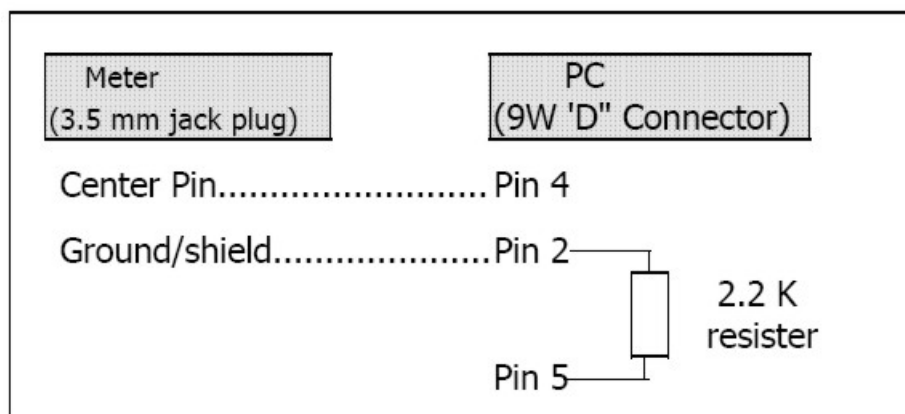 Meter
(3.5 mm jack plug)
PC
(9W 'D" Connector)
Center Pin.......................... Pin 4
Ground/shield..................... Pin 2
2.2 K
resister
Pin 5